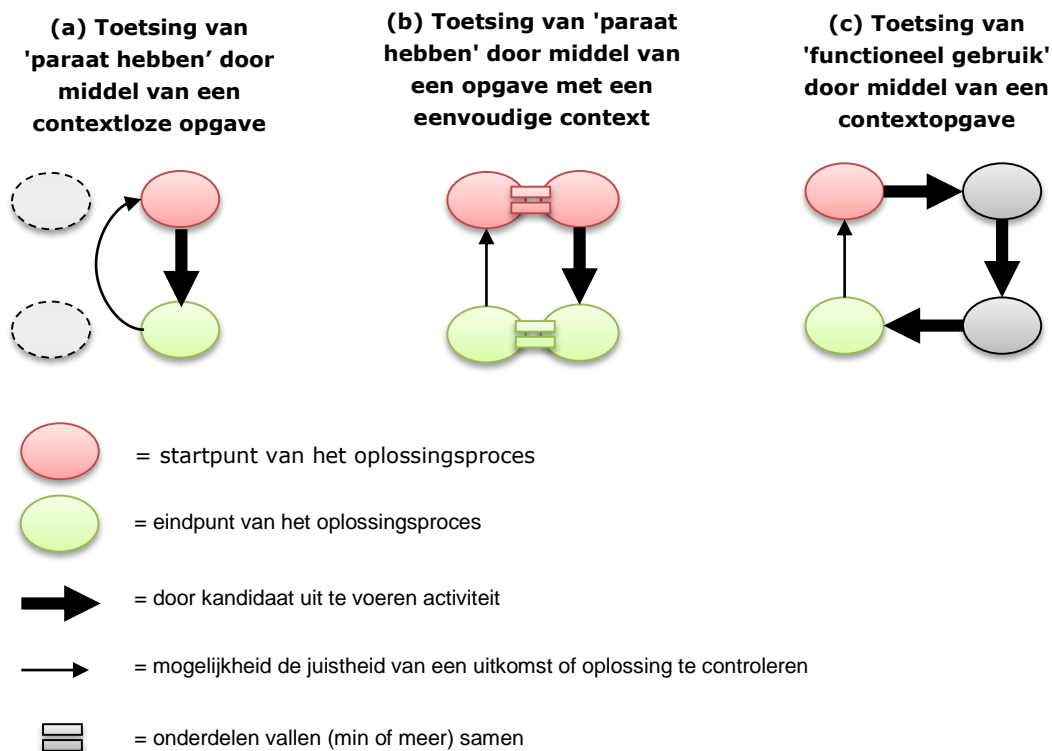 (a) Toetsing van
'paraat hebben’ door
middel van een
contextloze opgave
(b) Toetsing van 'paraat
hebben' door middel van
een opgave met een
eenvoudige context
(c) Toetsing van
'functioneel gebruik'
door middel van een
contextopgave
= startpunt van het oplossingsproces
= eindpunt van het oplossingsproces
= door kandidaat uit te voeren activiteit
= mogelijkheid de juistheid van een uitkomst of oplossing te controleren
= onderdelen vallen (min of meer) samen